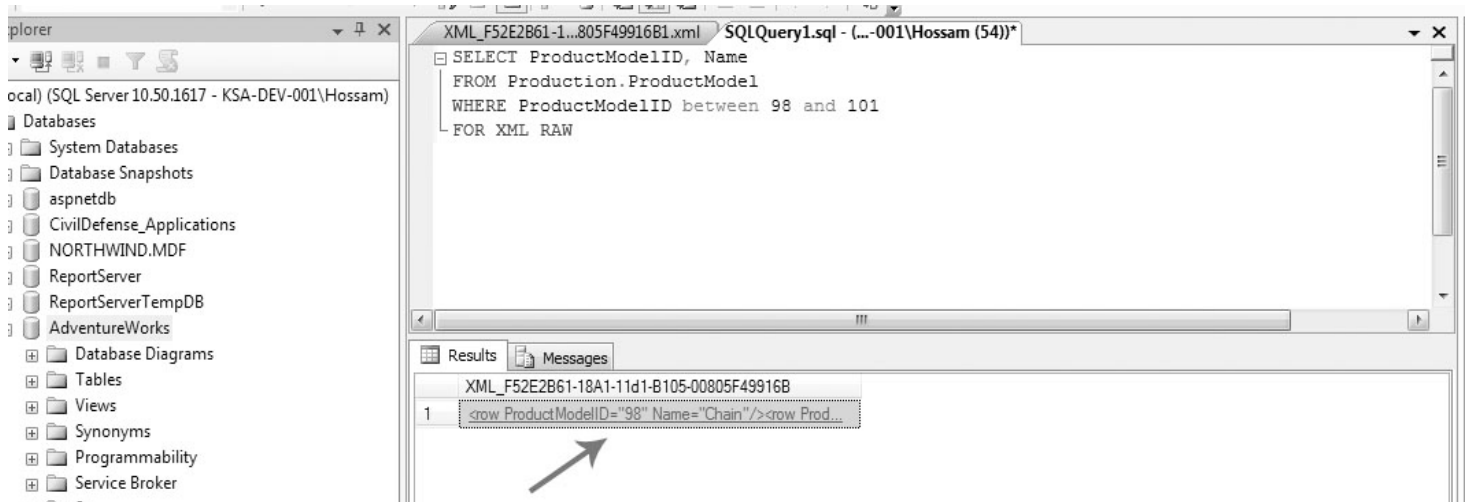 plorer
ocal) (SQL Server 10.50.1617 - KSA-DEV-001\Hossam)
Databases
System Databases
Database Snapshots
aspnetdb
CivilDefense_Applications
NORTHWIND.MDF
ReportServer
ReportServerTempDB
AdventureWorks
Database Diagrams
Tables
Views
Synonyms
Programmability
Service Broker
XML_F52E2B61-1...805F49916B1.xml SQLQuery1.sql - (...-001\Hossam (54))*
SELECT ProductModelID, Name
FROM Production.ProductModel
WHERE ProductModelID between 98 and 101
FOR XML RAW
Results Messages
XML_F52E2B61-18A1-11d1-B105-00805F49916B
1 <row ProductModelID="98" Name="Chain"/><row Prod...